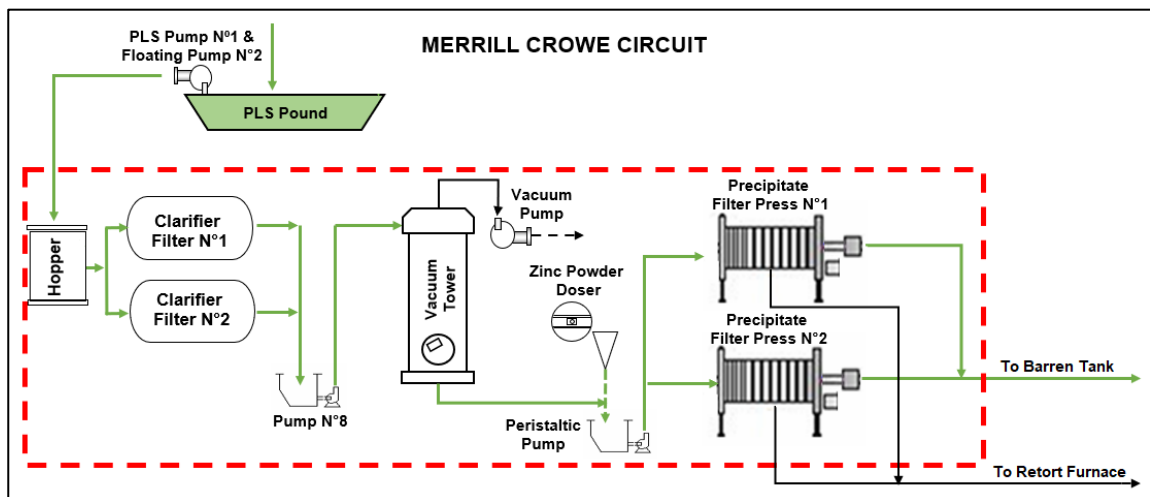 PLS Pump Nº1 &
Floating Pump N°2
MERRILL CROWE CIRCUIT
PLS Pound
Hopper
Clarifier
Filter N°1
Clarifier
Filter N°2
Pump N°8
Vacuum
Tower
Vacuum
Pump
Zinc Powder
Doser
Peristaltic
Pump
Precipitate
Filter Press N°1
Precipitate
Filter Press N°2
To Barren Tank
To Retort Furnace